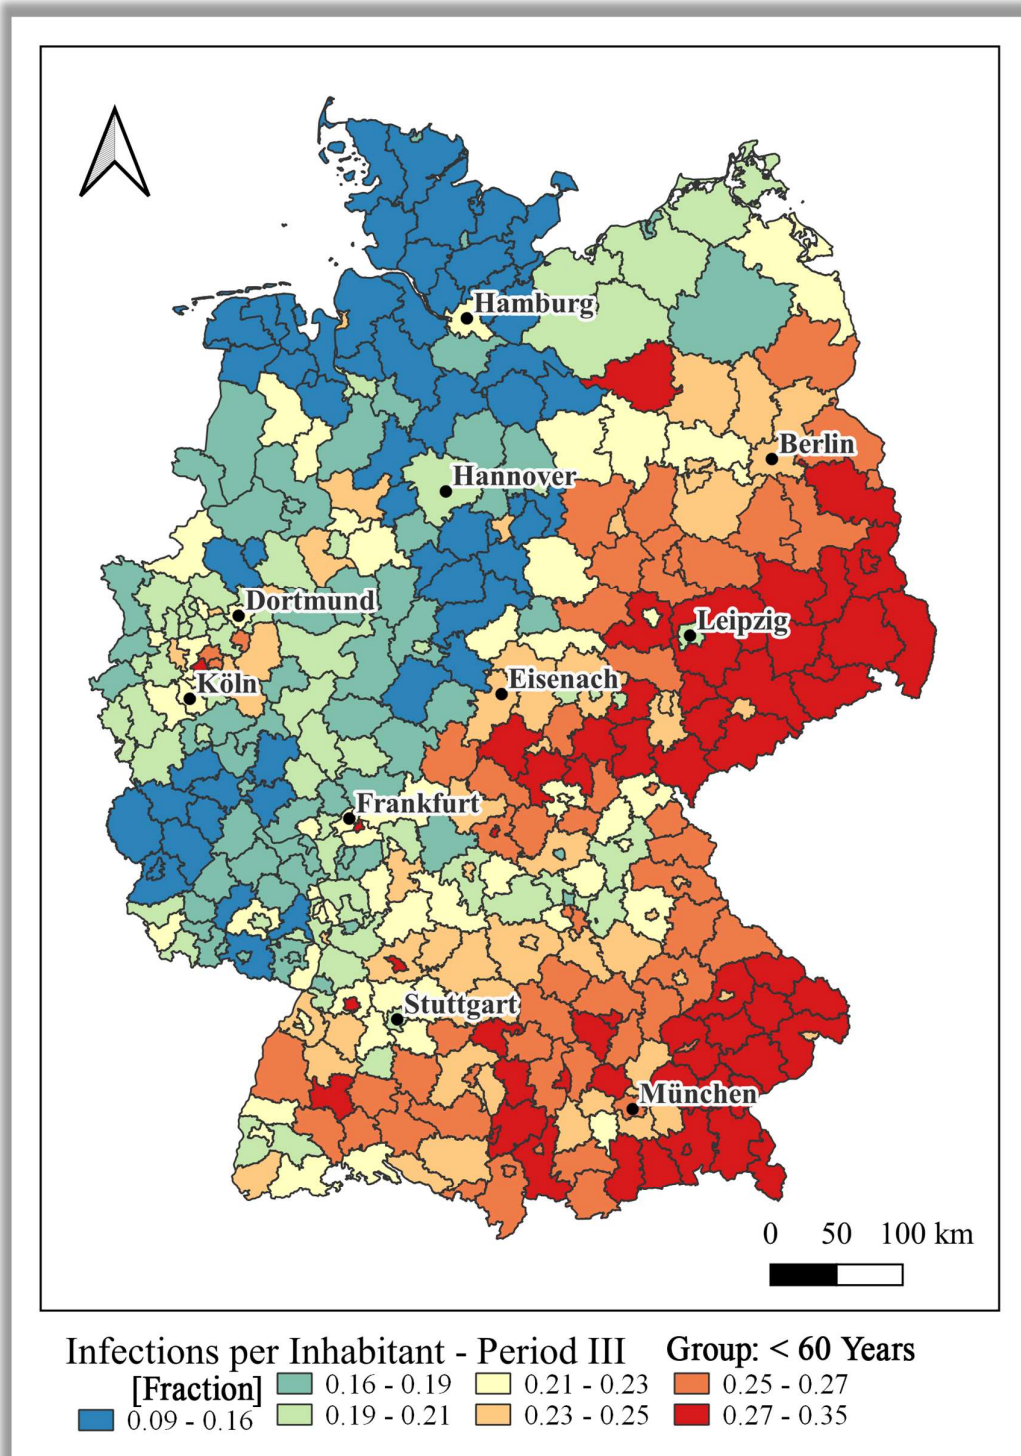 Hamburg
Berlin
Hannover
Dortmund
Leipzig
Köln
Eisenach
Frankfurt
Stuttgart
München
0 50 100 km
Infections per Inhabitant - Period III Group: < 60 Years
[Fraction] 0.16 - 0.19 0.21 - 0.23 0.25 - 0.27
0.09 - 0.16 0.19 - 0.21 0.23 - 0.25 0.27 - 0.35